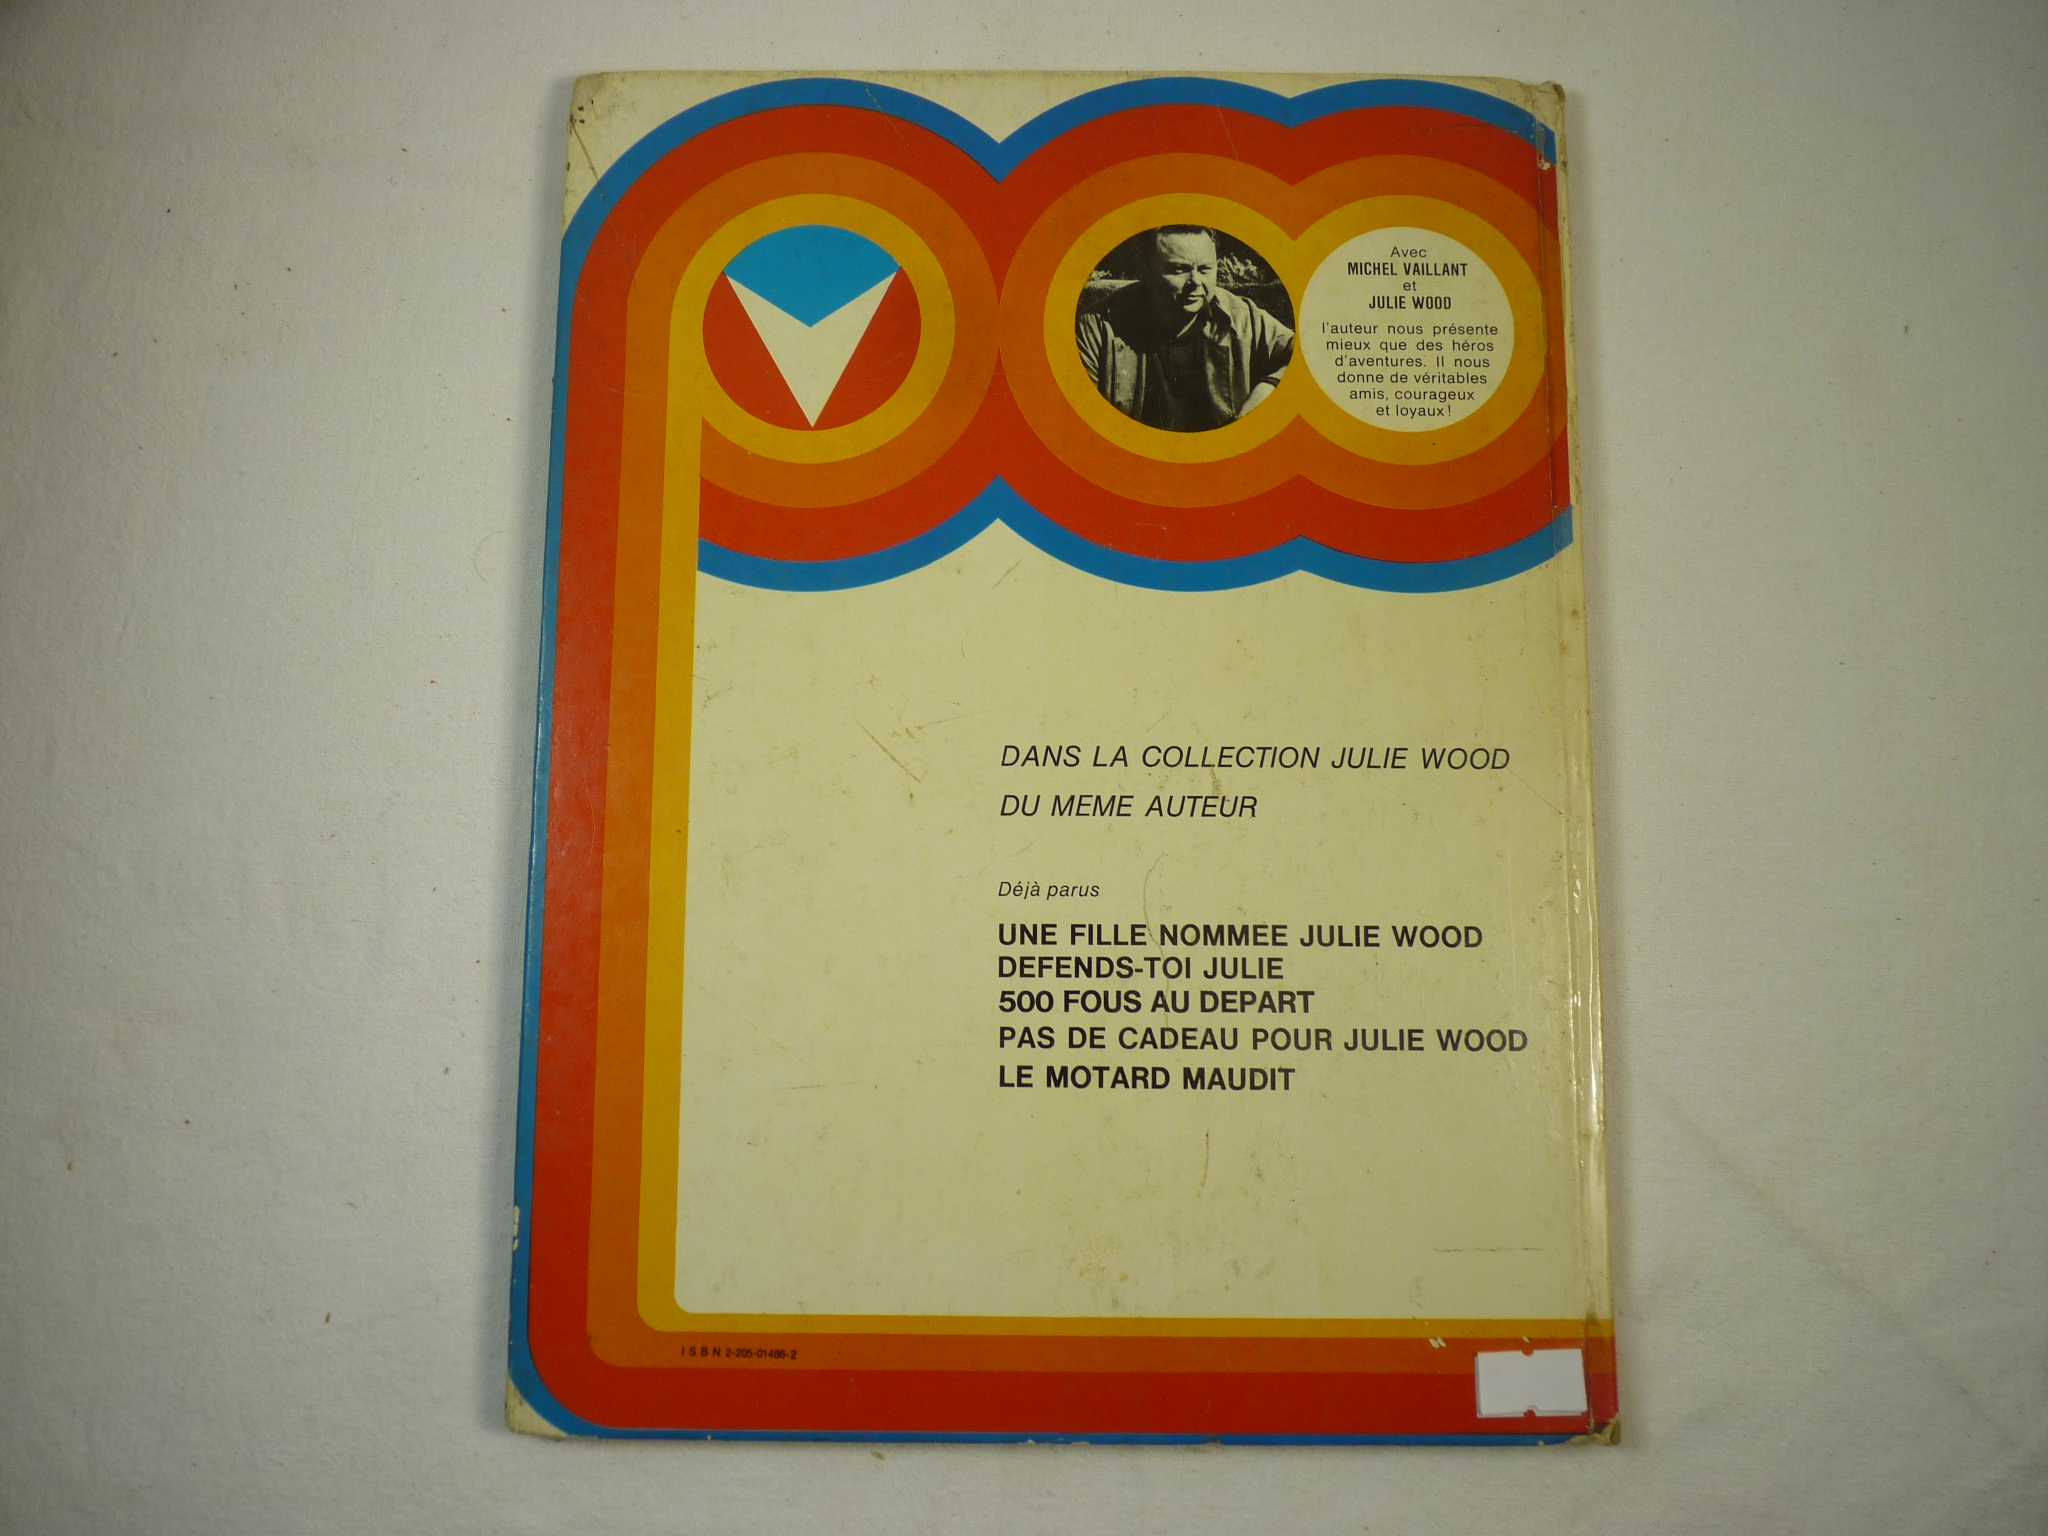 Avec
MICHEL VAILLANT
et
JULIE WOOD
l'auteur nous présente
mieux que des héros
d'aventures. Il nous
donne de véritables
amis, courageux
et loyaux!
DANS LA COLLECTION JULIE WOOD
DU MEME AUTEUR
Déjà parus
UNE FILLE NOMMEE JULIE WOOD
DEFENDS-TOI JULIE
500 FOUS AU DEPART
PAS DE CADEAU POUR JULIE WOOD
LE MOTARD MAUDIT
ISBN 2-205-01486-2